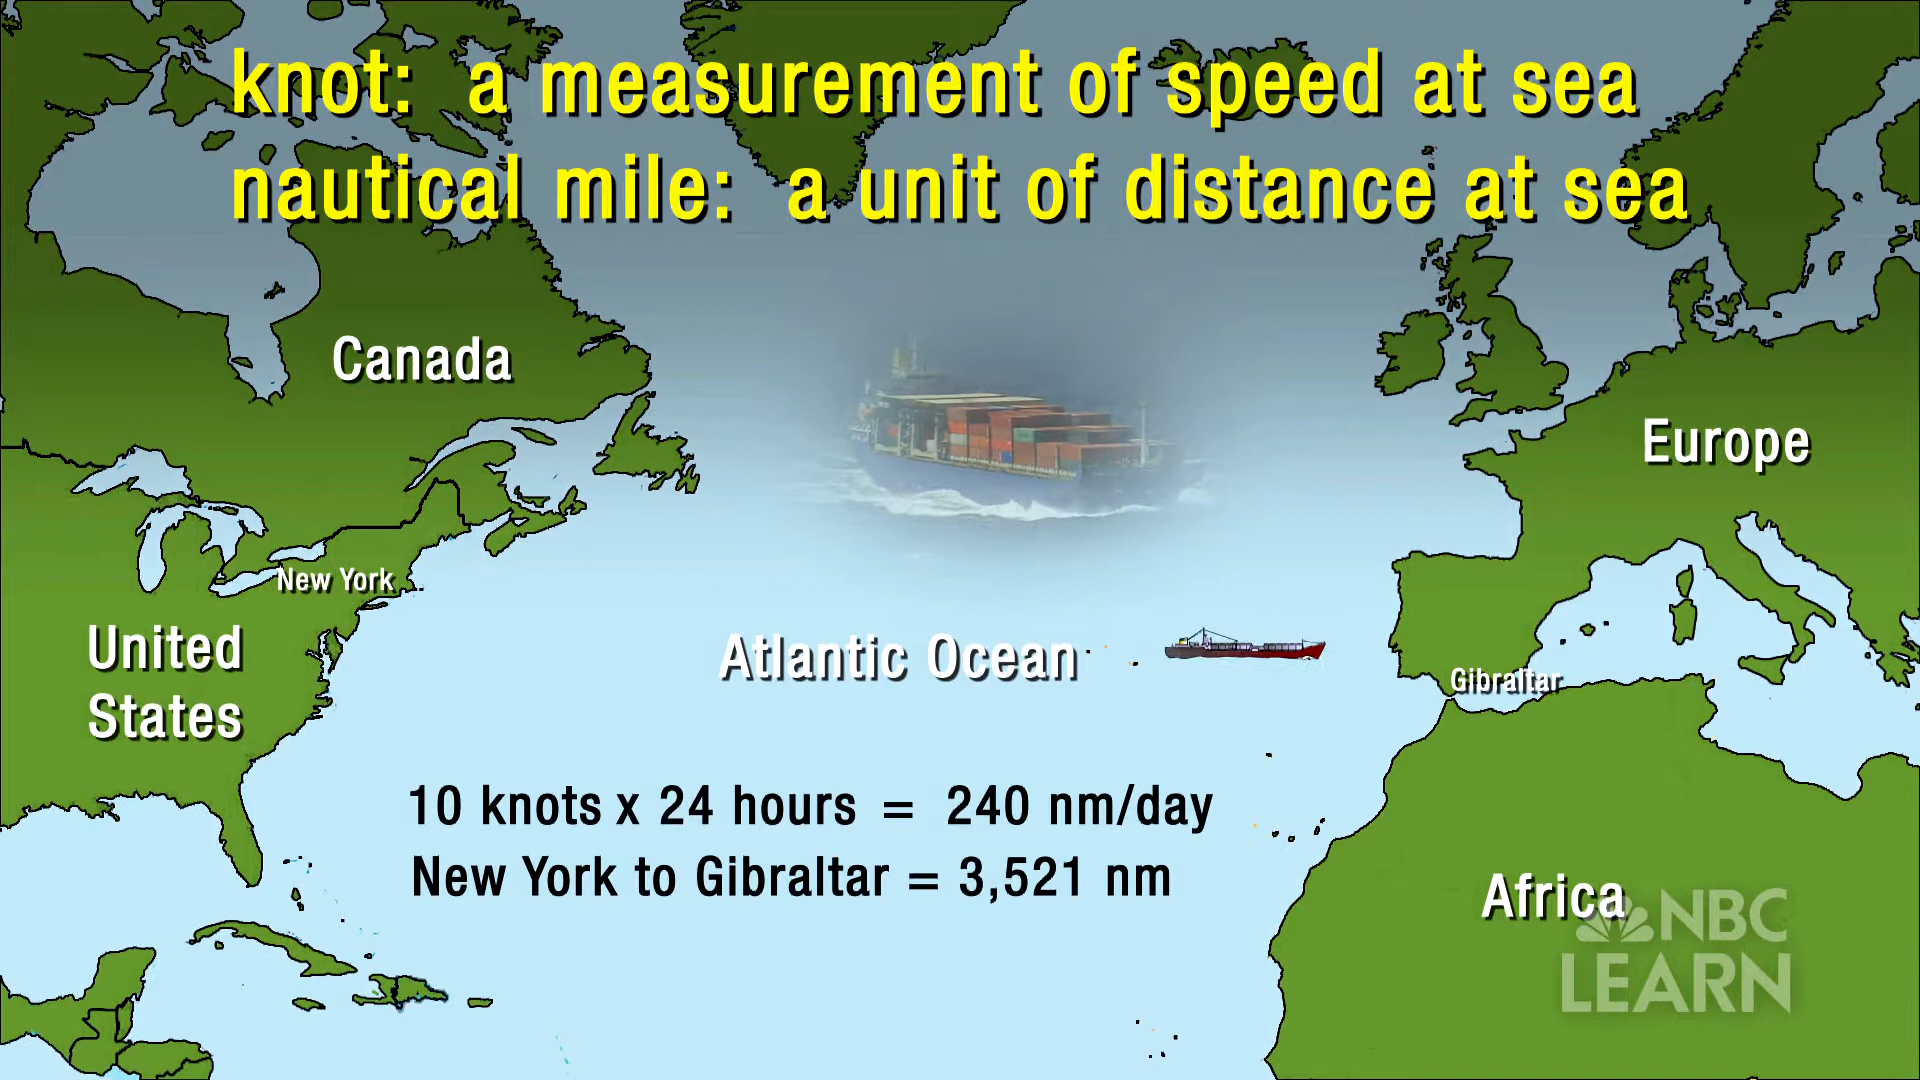 knot: a measurement of speed at sea
nautical mile: a unit of distance at sea
Canada
Europe
New York
United
States
Atlantic Ocean
Gibraltar
10 knots x 24 hours = 240 nm/day
New York to Gibraltar = 3,521 nm
Africa
NBC
LEARN